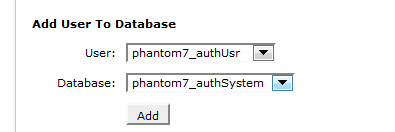 Add User To Database
User: phantom7_authUsr
Database: phantom7_authSystem
Add